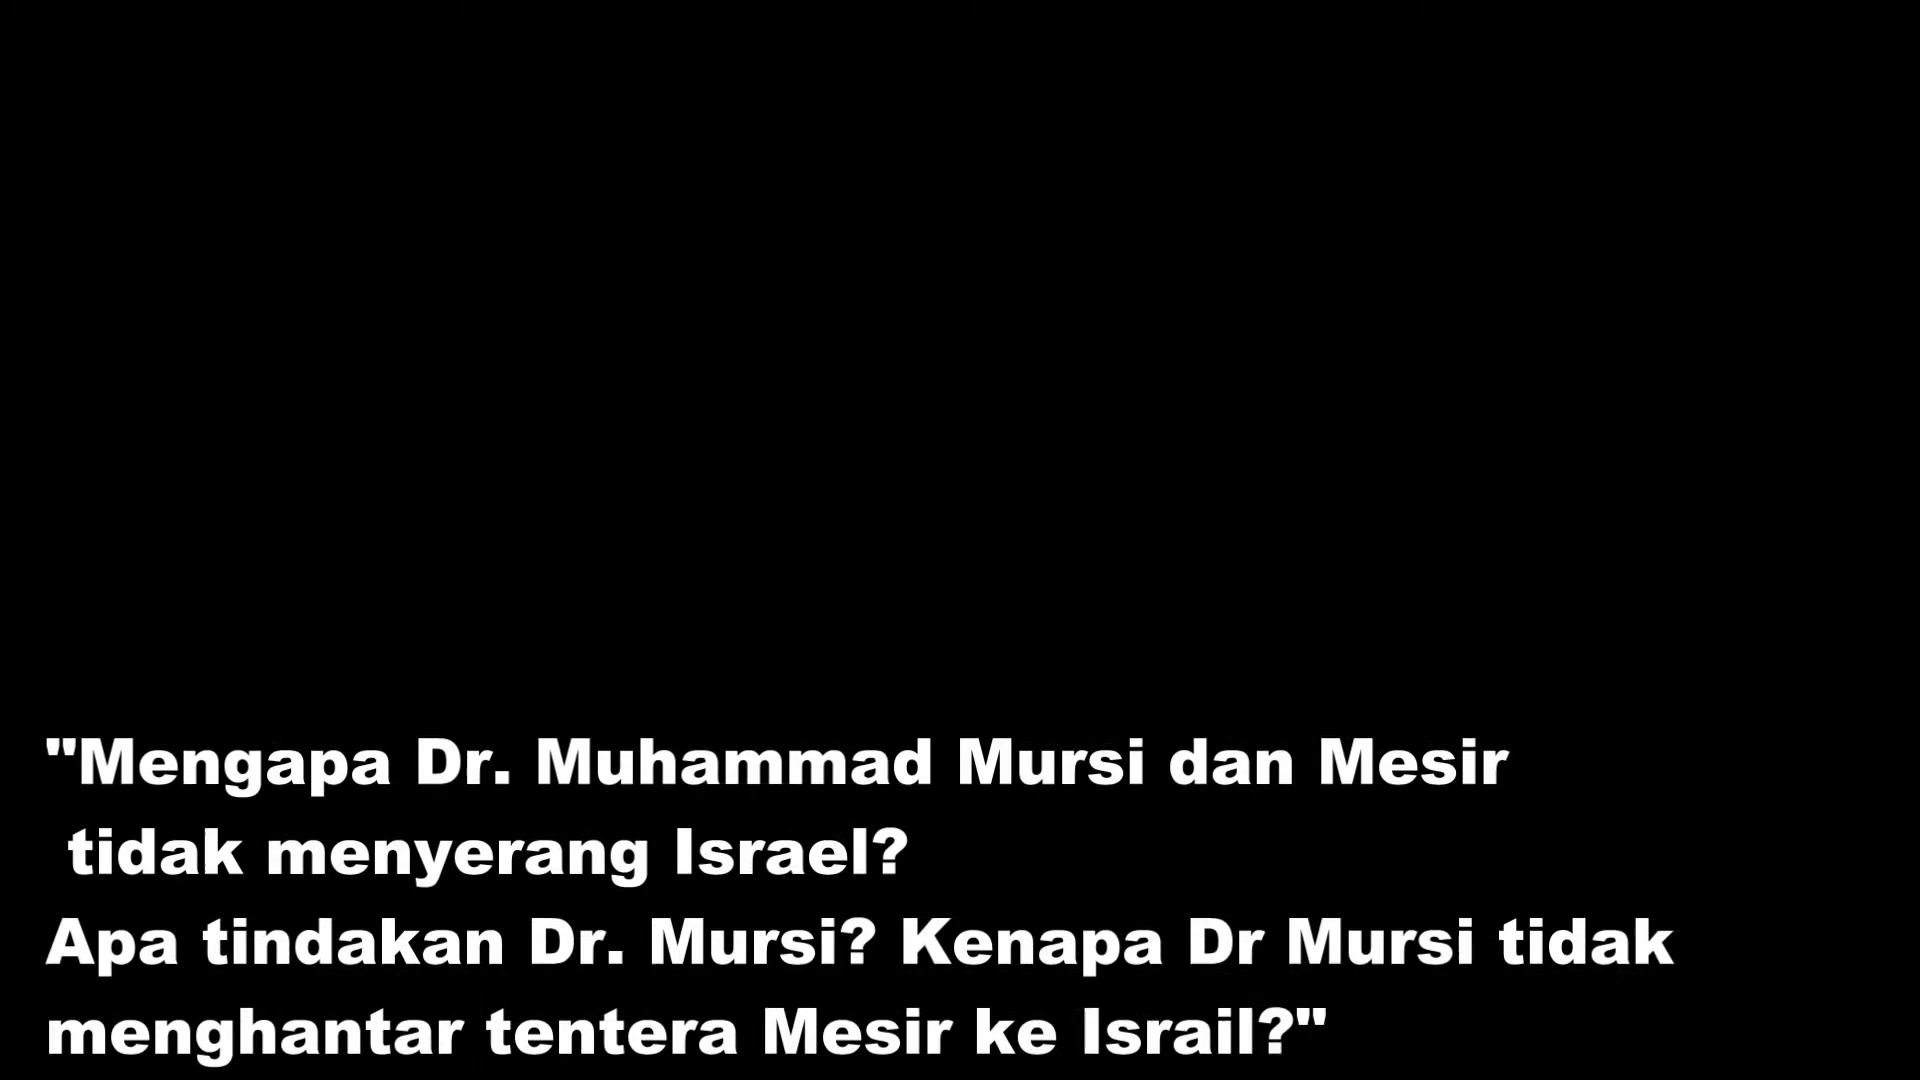 "Mengapa Dr. Muhammad Mursi dan Mesir
tidak menyerang Israel?
Apa tindakan Dr. Mursi? Kenapa Dr Mursi tidak
menghantar tentera Mesir ke Israil?"